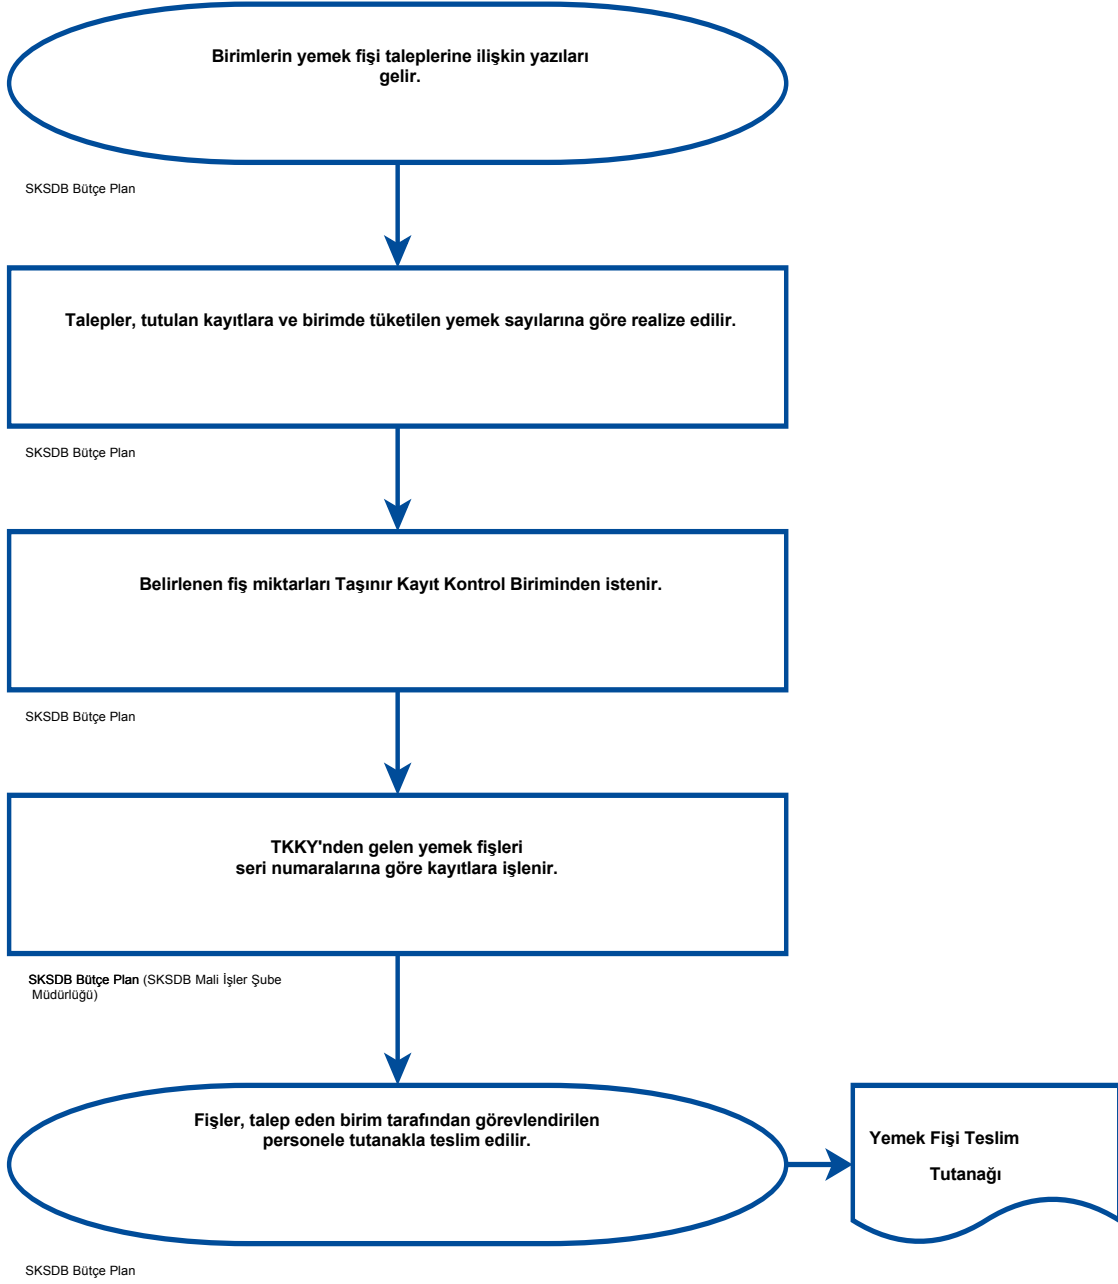 Birimlerin yemek fişi taleplerine ilişkin yazıları
gelir.
SKSDB Bütçe Plan
Talepler, tutulan kayıtlara ve birimde tüketilen yemek sayılarına göre realize edilir.
SKSDB Bütçe Plan
Belirlenen fiş miktarları Taşınır Kayıt Kontrol Biriminden istenir.
SKSDB Bütçe Plan
TKKY'nden gelen yemek fişleri
seri numaralarına göre kayıtlara işlenir.
SKSDB Bütçe Plan (SKSDB Mali İşler Şube
Müdürlüğü)
Fişler, talep eden birim tarafından görevlendirilen
personele tutanakla teslim edilir.
Yemek Fişi Teslim
Tutanağı
SKSDB Bütçe Plan